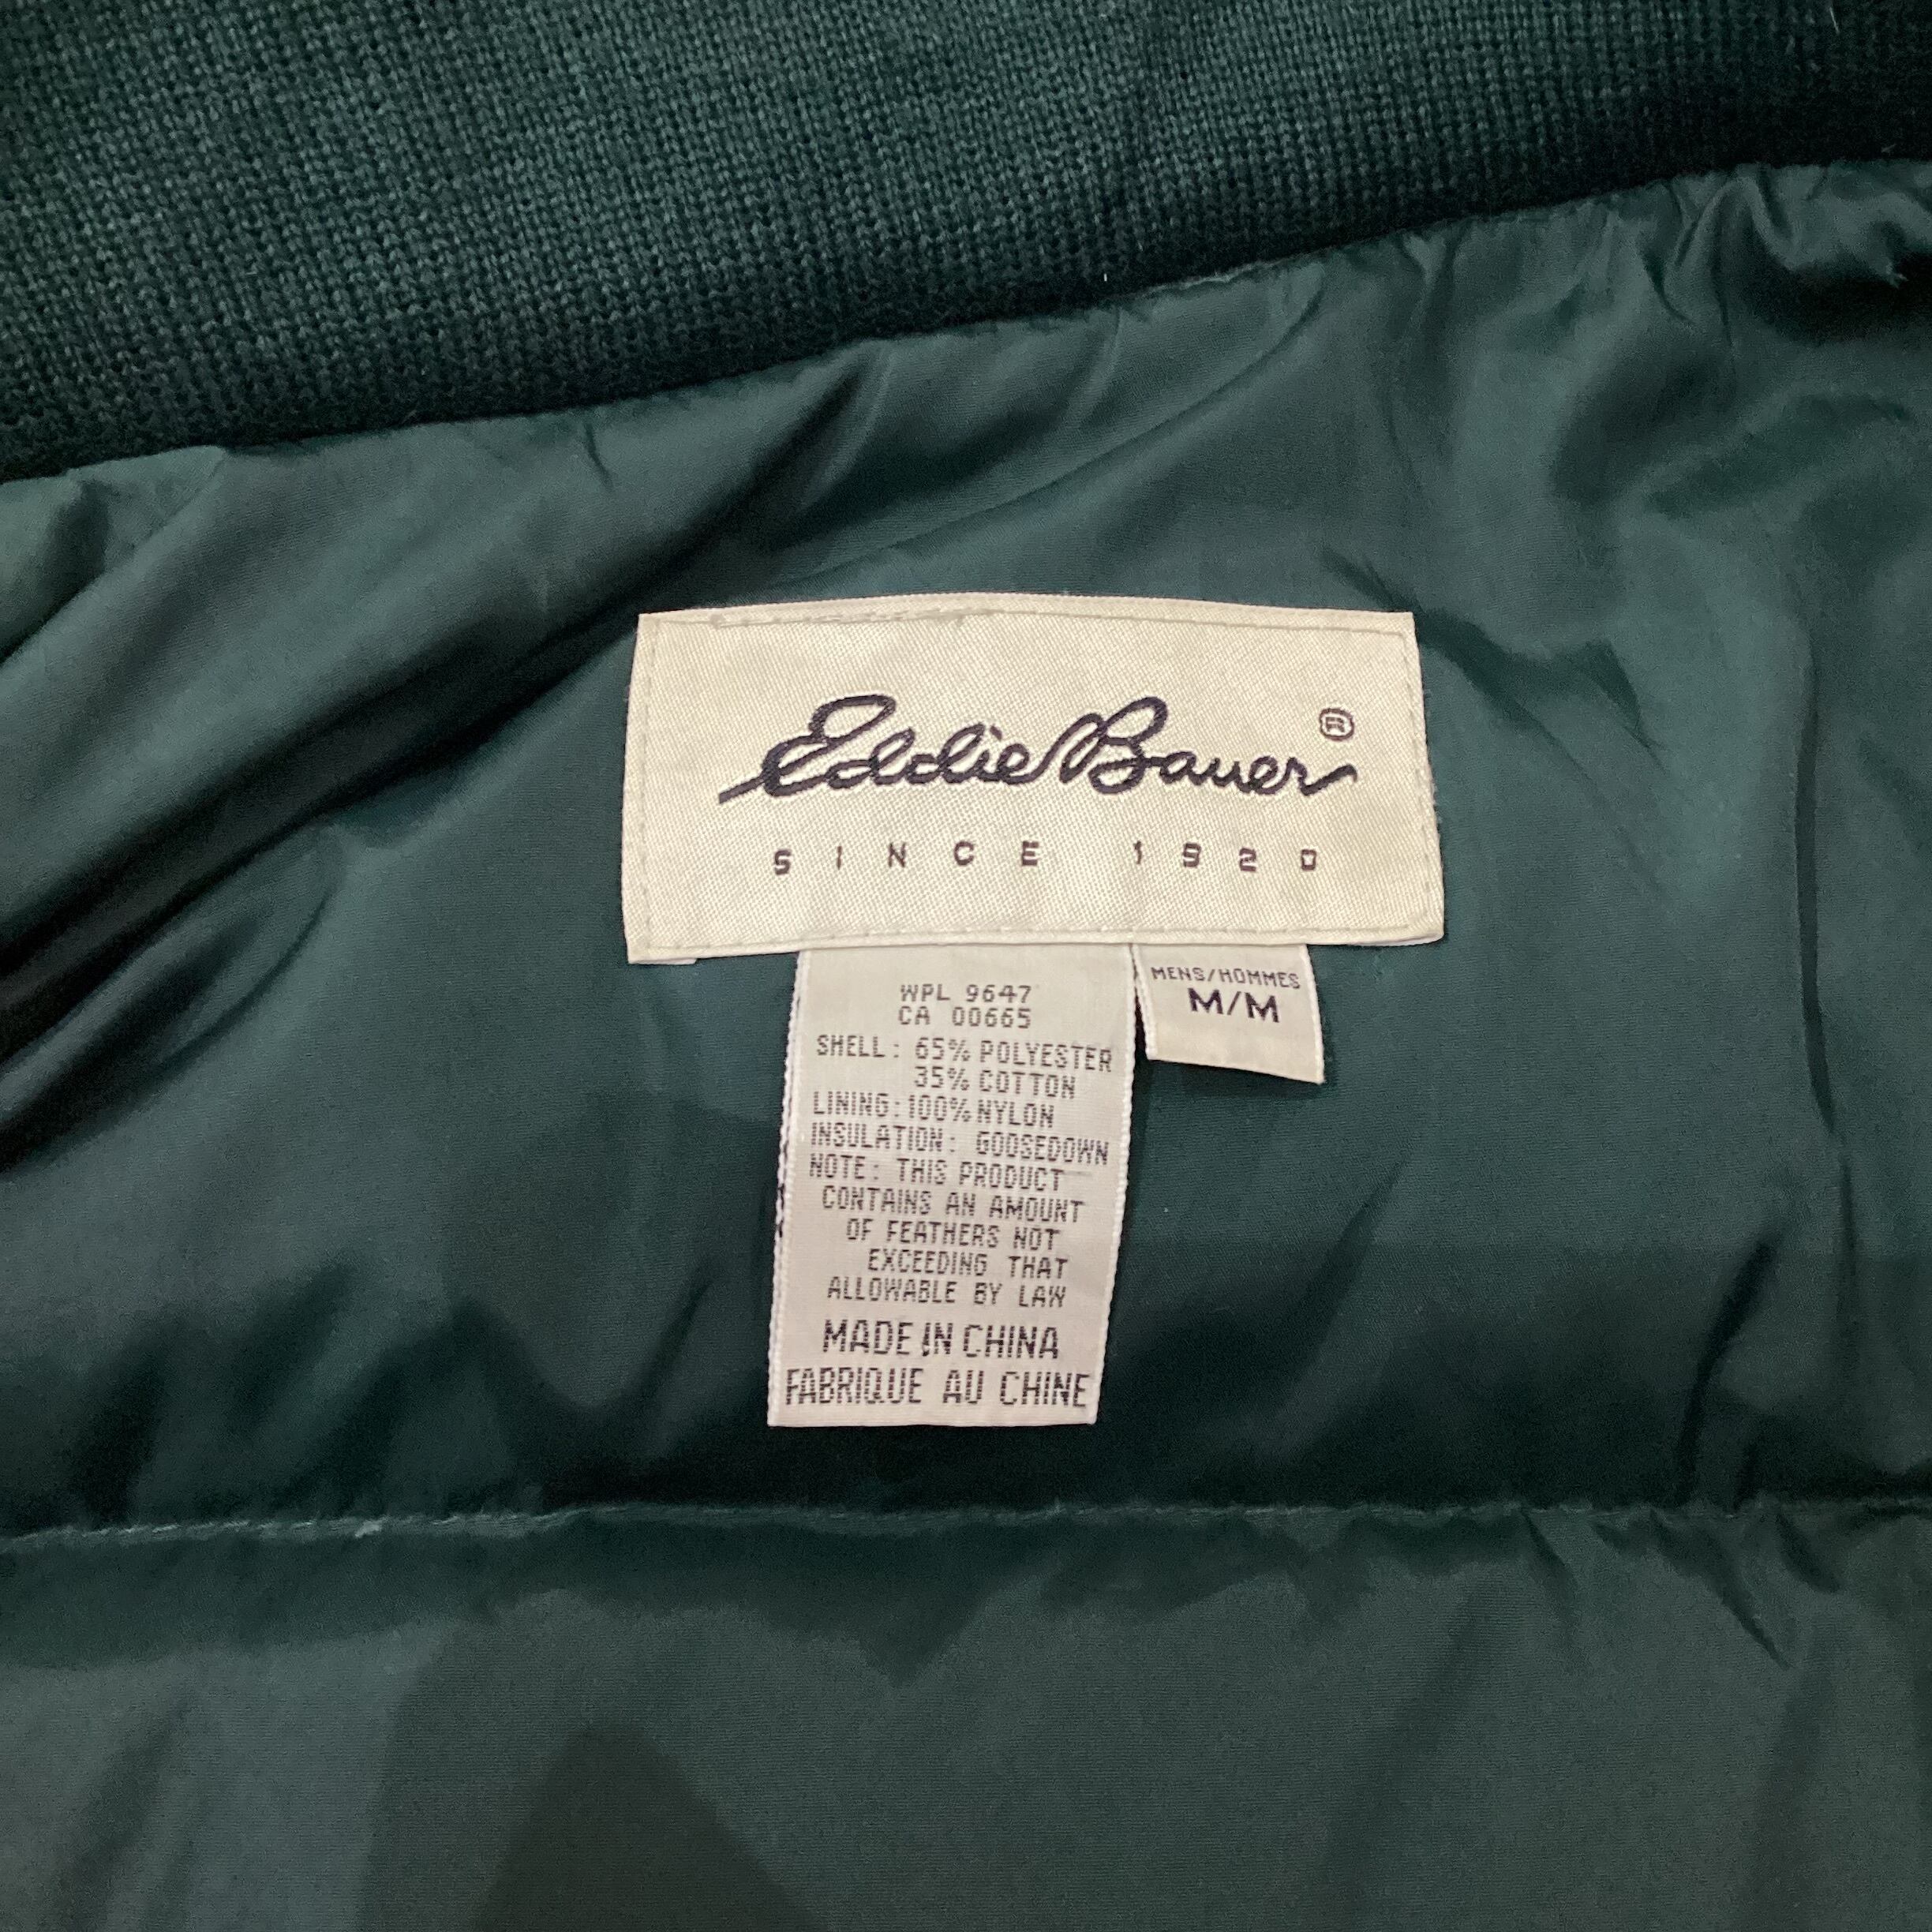 Eddie Bauer ®
SINCE 1920
MENS/HOMMES
M/M
WPL 9647
CA 00665
SHELL: 65% POLYESTER
35% COTTON
LINING: 100% NYLON
INSULATION: GOOSEDOWN
NOTE: THIS PRODUCT
CONTAINS AN AMOUNT
OF FEATHERS NOT
EXCEEDING THAT
ALLOWABLE BY LAW
MADE IN CHINA
FABRIQUE AU CHINE